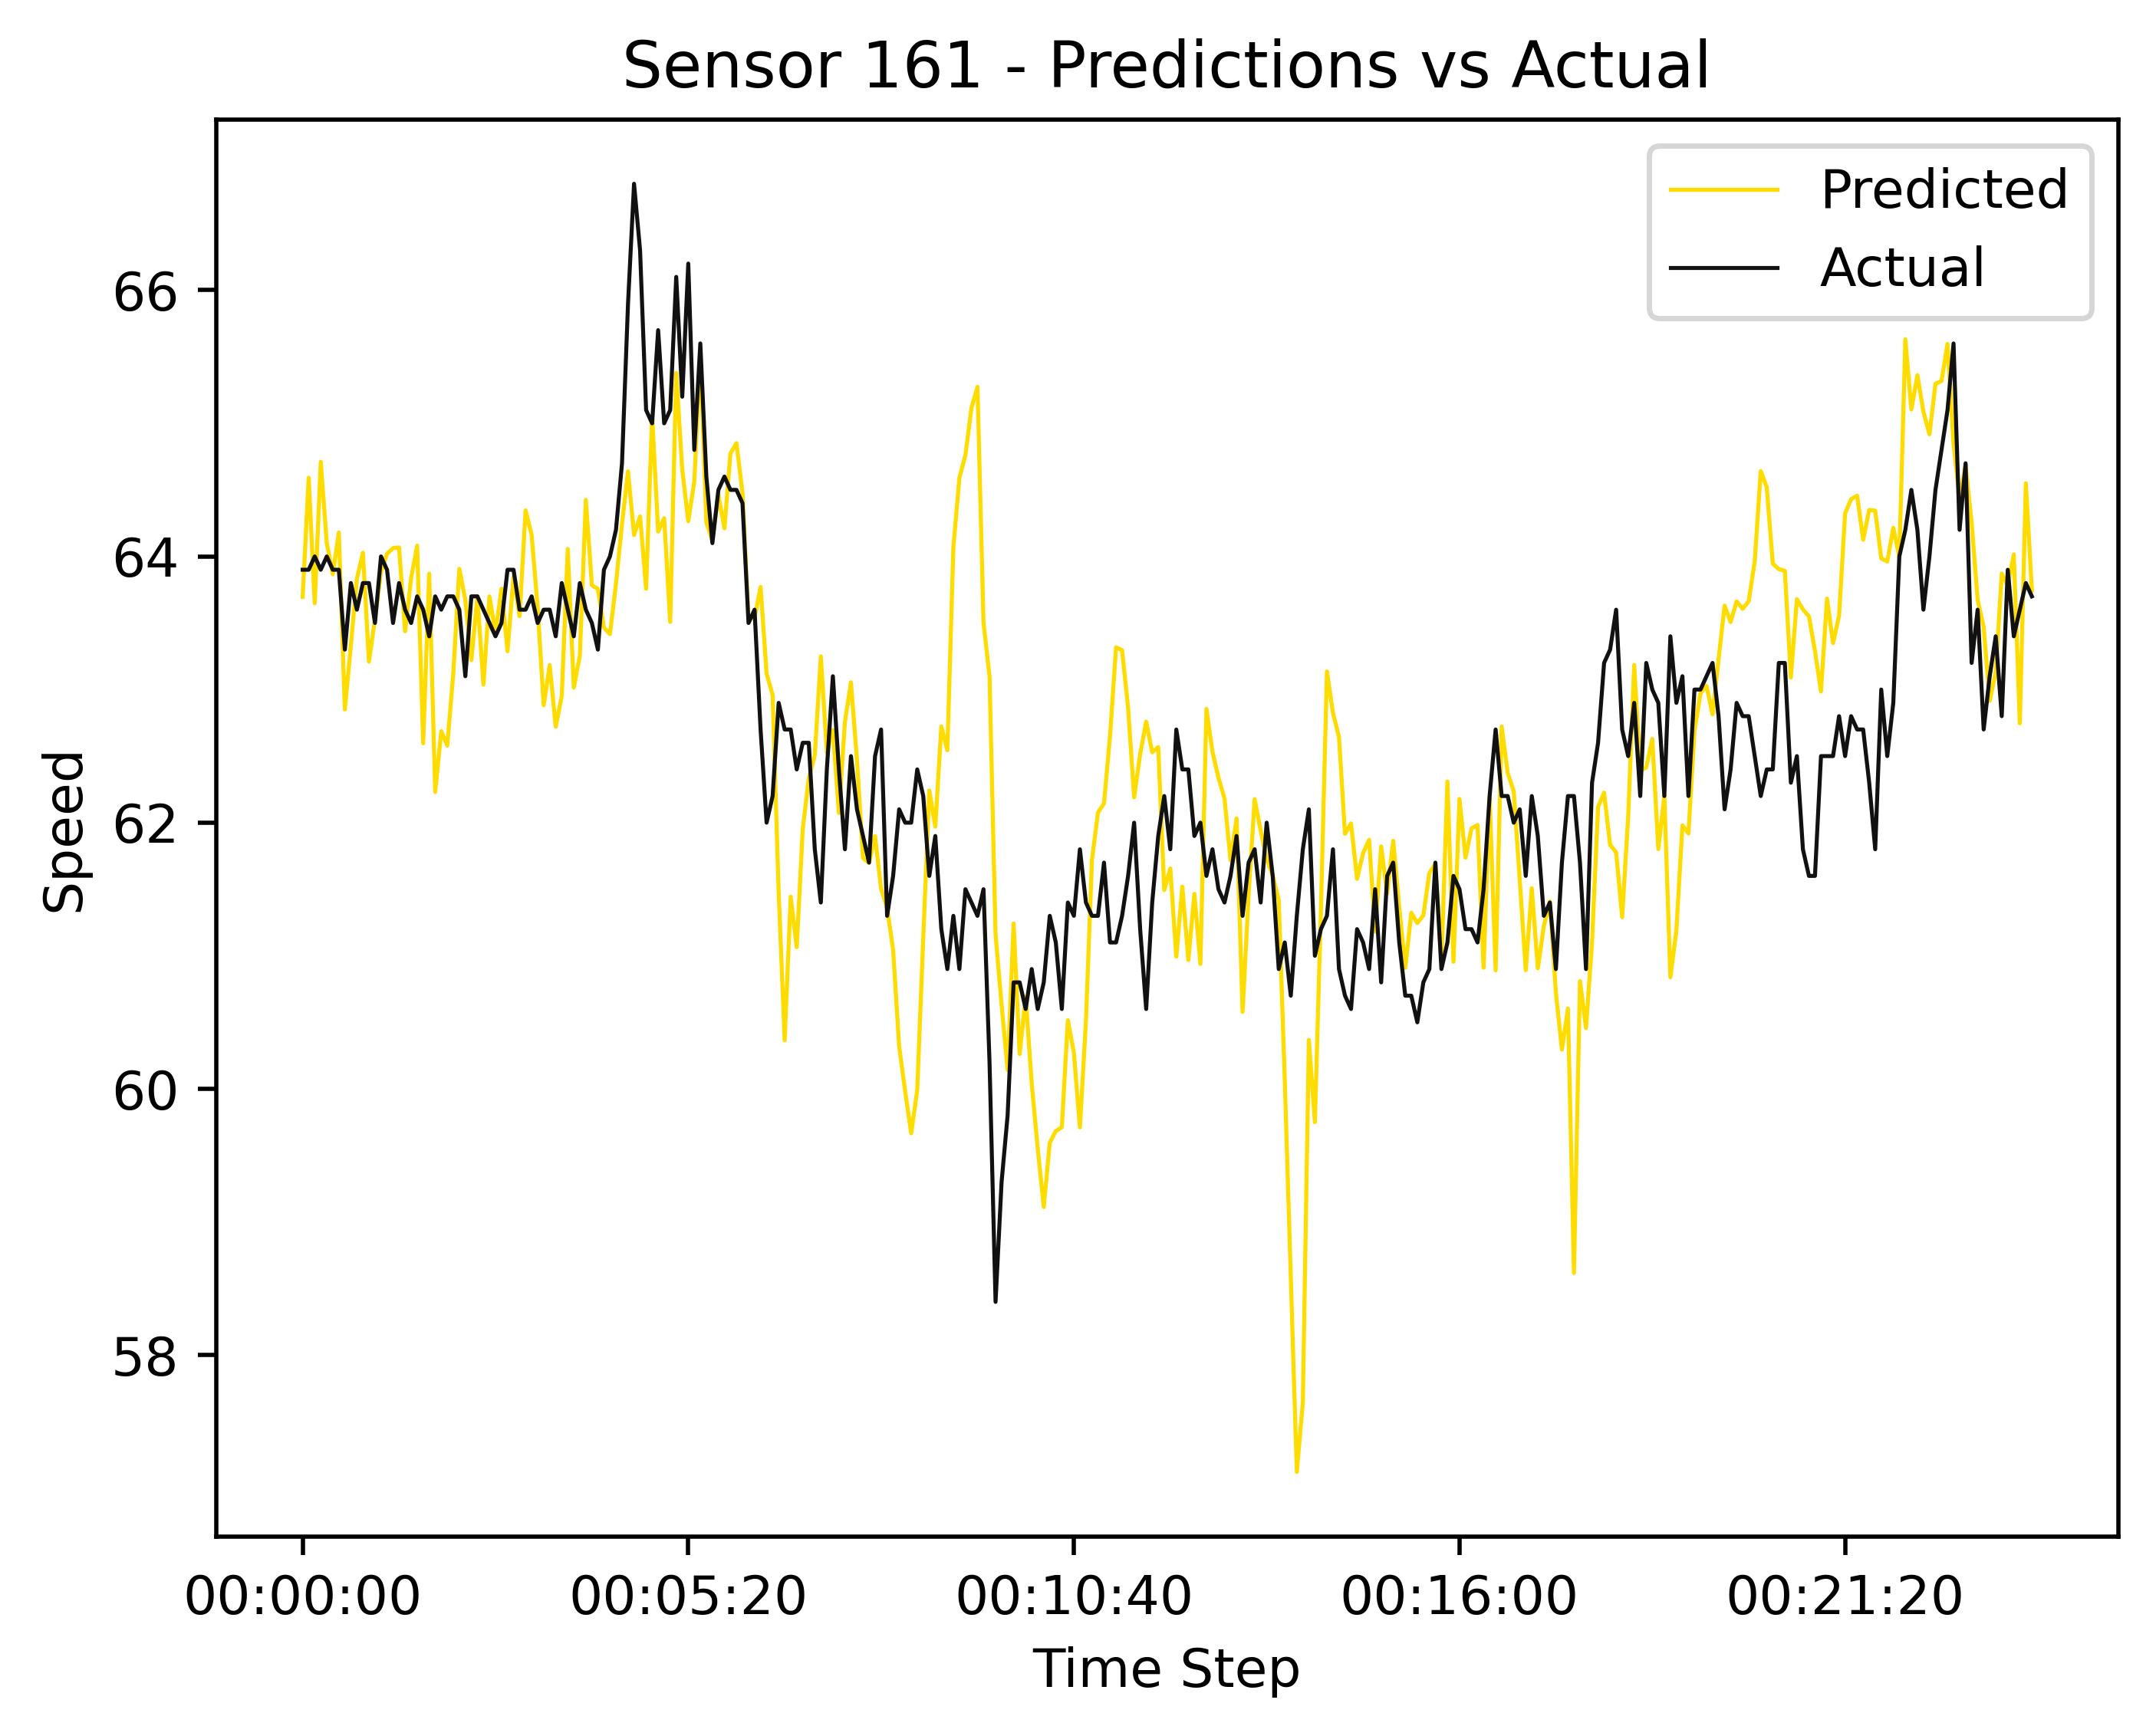 Sensor 161 - Predictions vs Actual
Predicted
Actual
66
64
62
60
58
Speed
00:00:00 00:05:20 00:10:40 00:16:00 00:21:20
Time Step